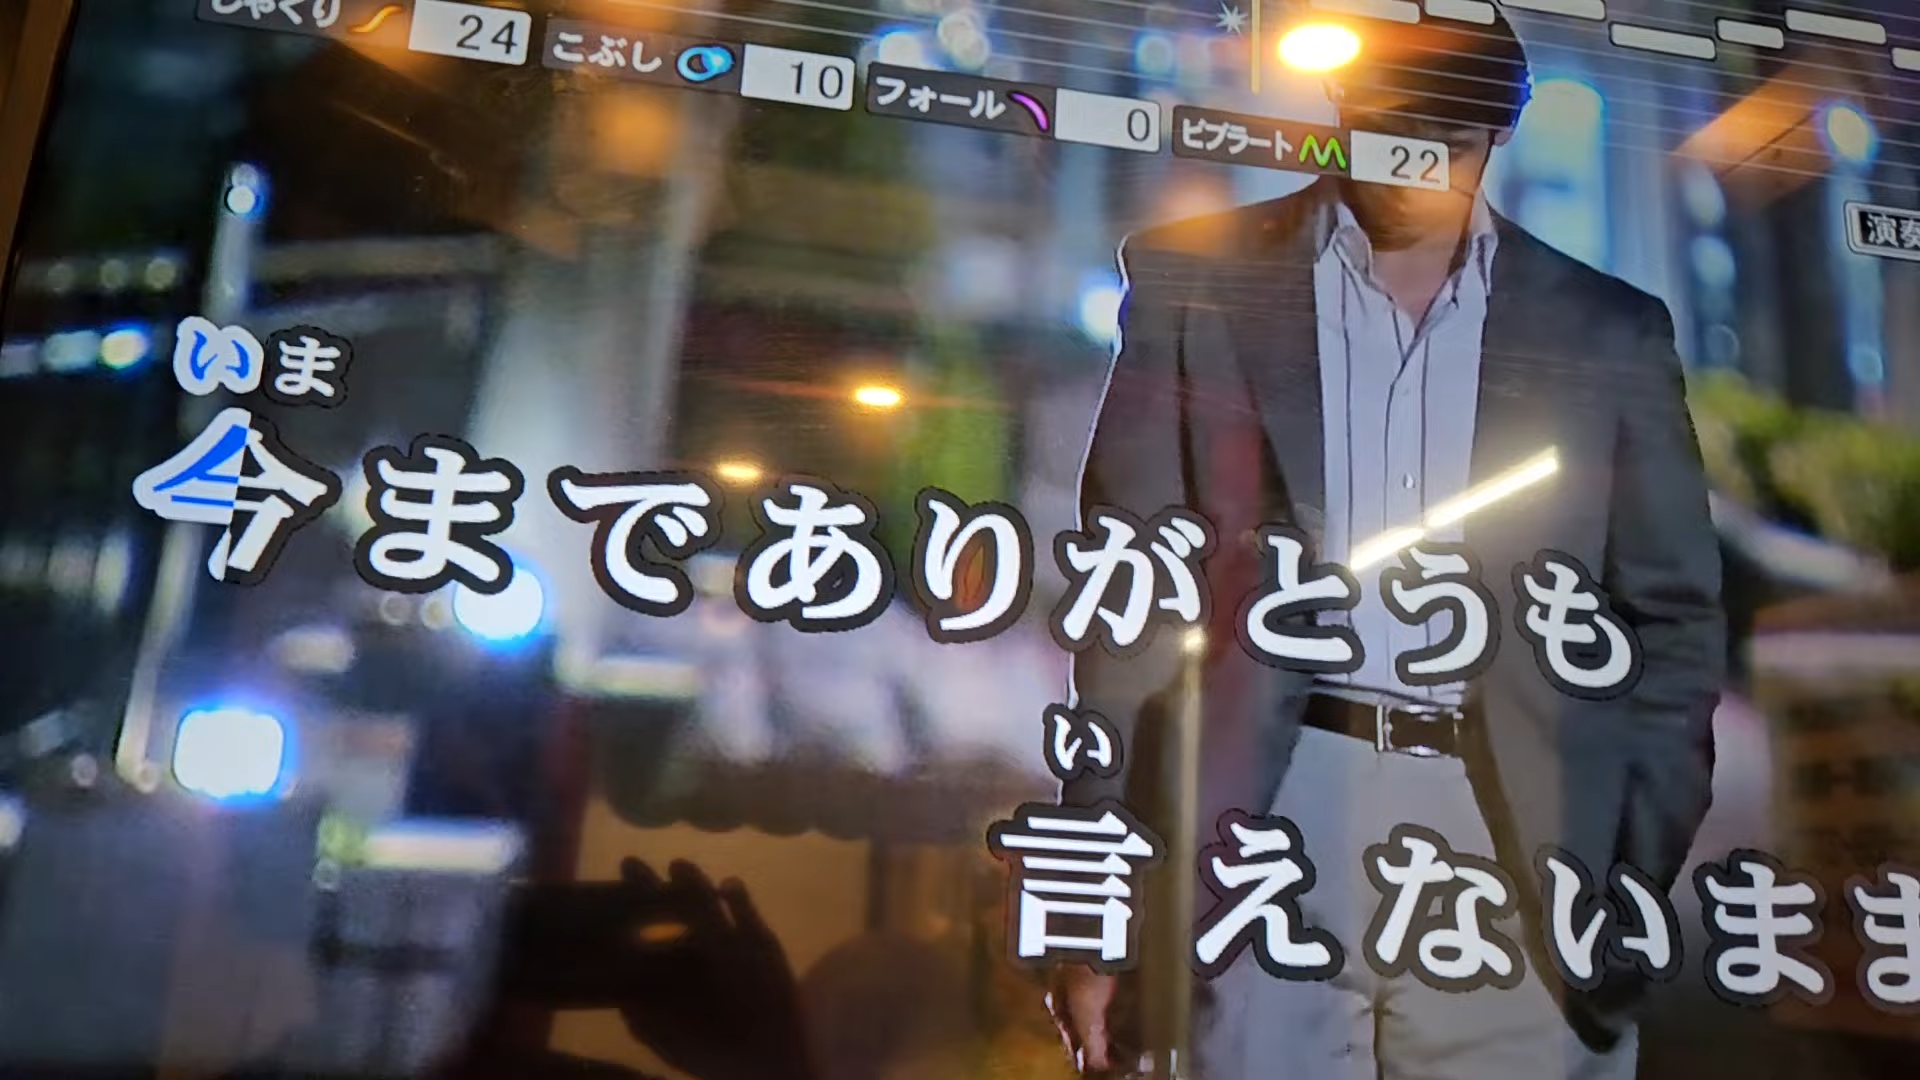 しゃくり 24 こぶし 10 フォール 0 ビブラート 22
演奏
いま
今までありがとうも
い
言えないまま